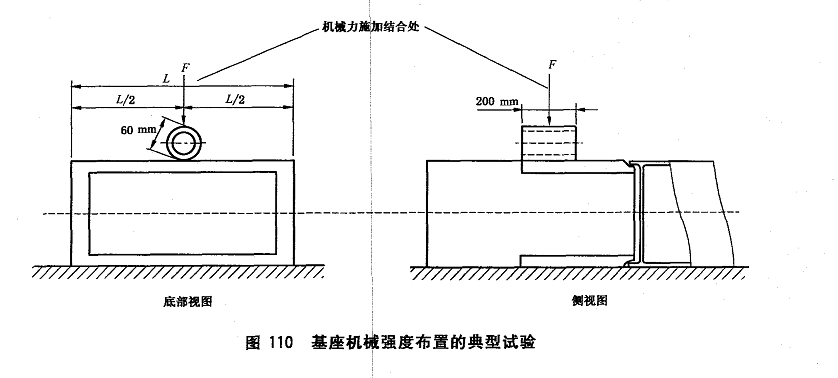 机械力施加结合处
F
L
L/2
L/2
60 mm
F
200 mm
底部视图
侧视图
图 110 基座机械强度布置的典型试验